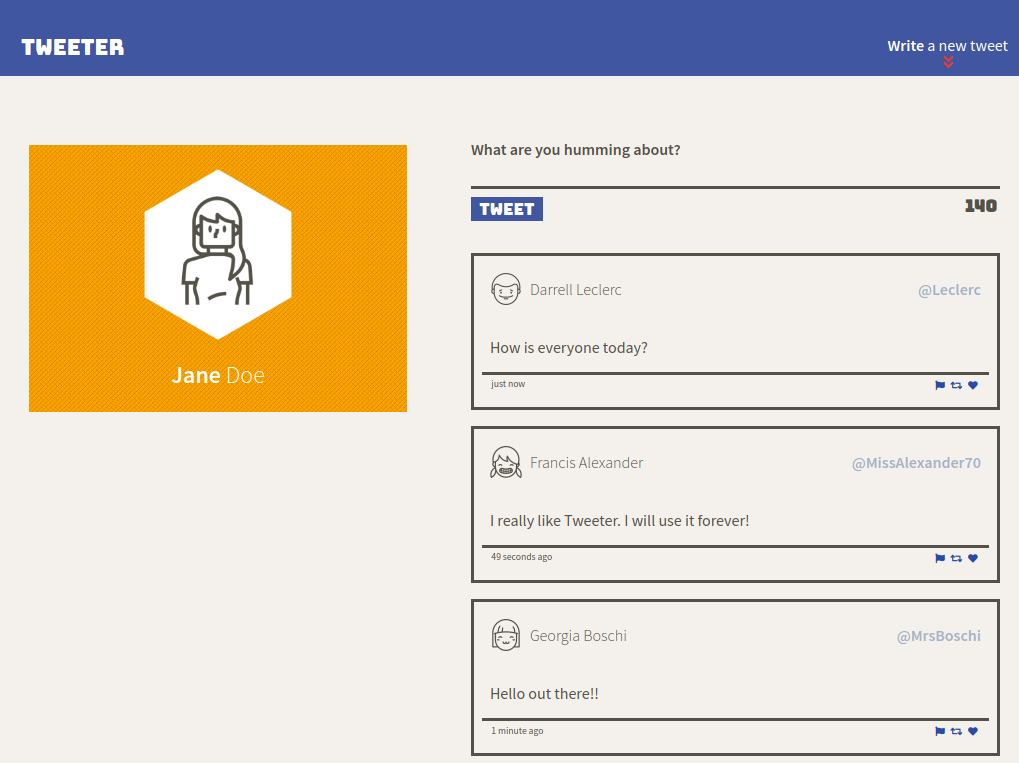 TWEETER
Write a new tweet
Jane Doe
What are you humming about?
TWEET
140
Darrell Leclerc
@Leclerc
How is everyone today?
just now
Francis Alexander
@MissAlexander70
I really like Tweeter. I will use it forever!
49 seconds ago
Georgia Boschi
@MrsBoschi
Hello out there!!
1 minute ago